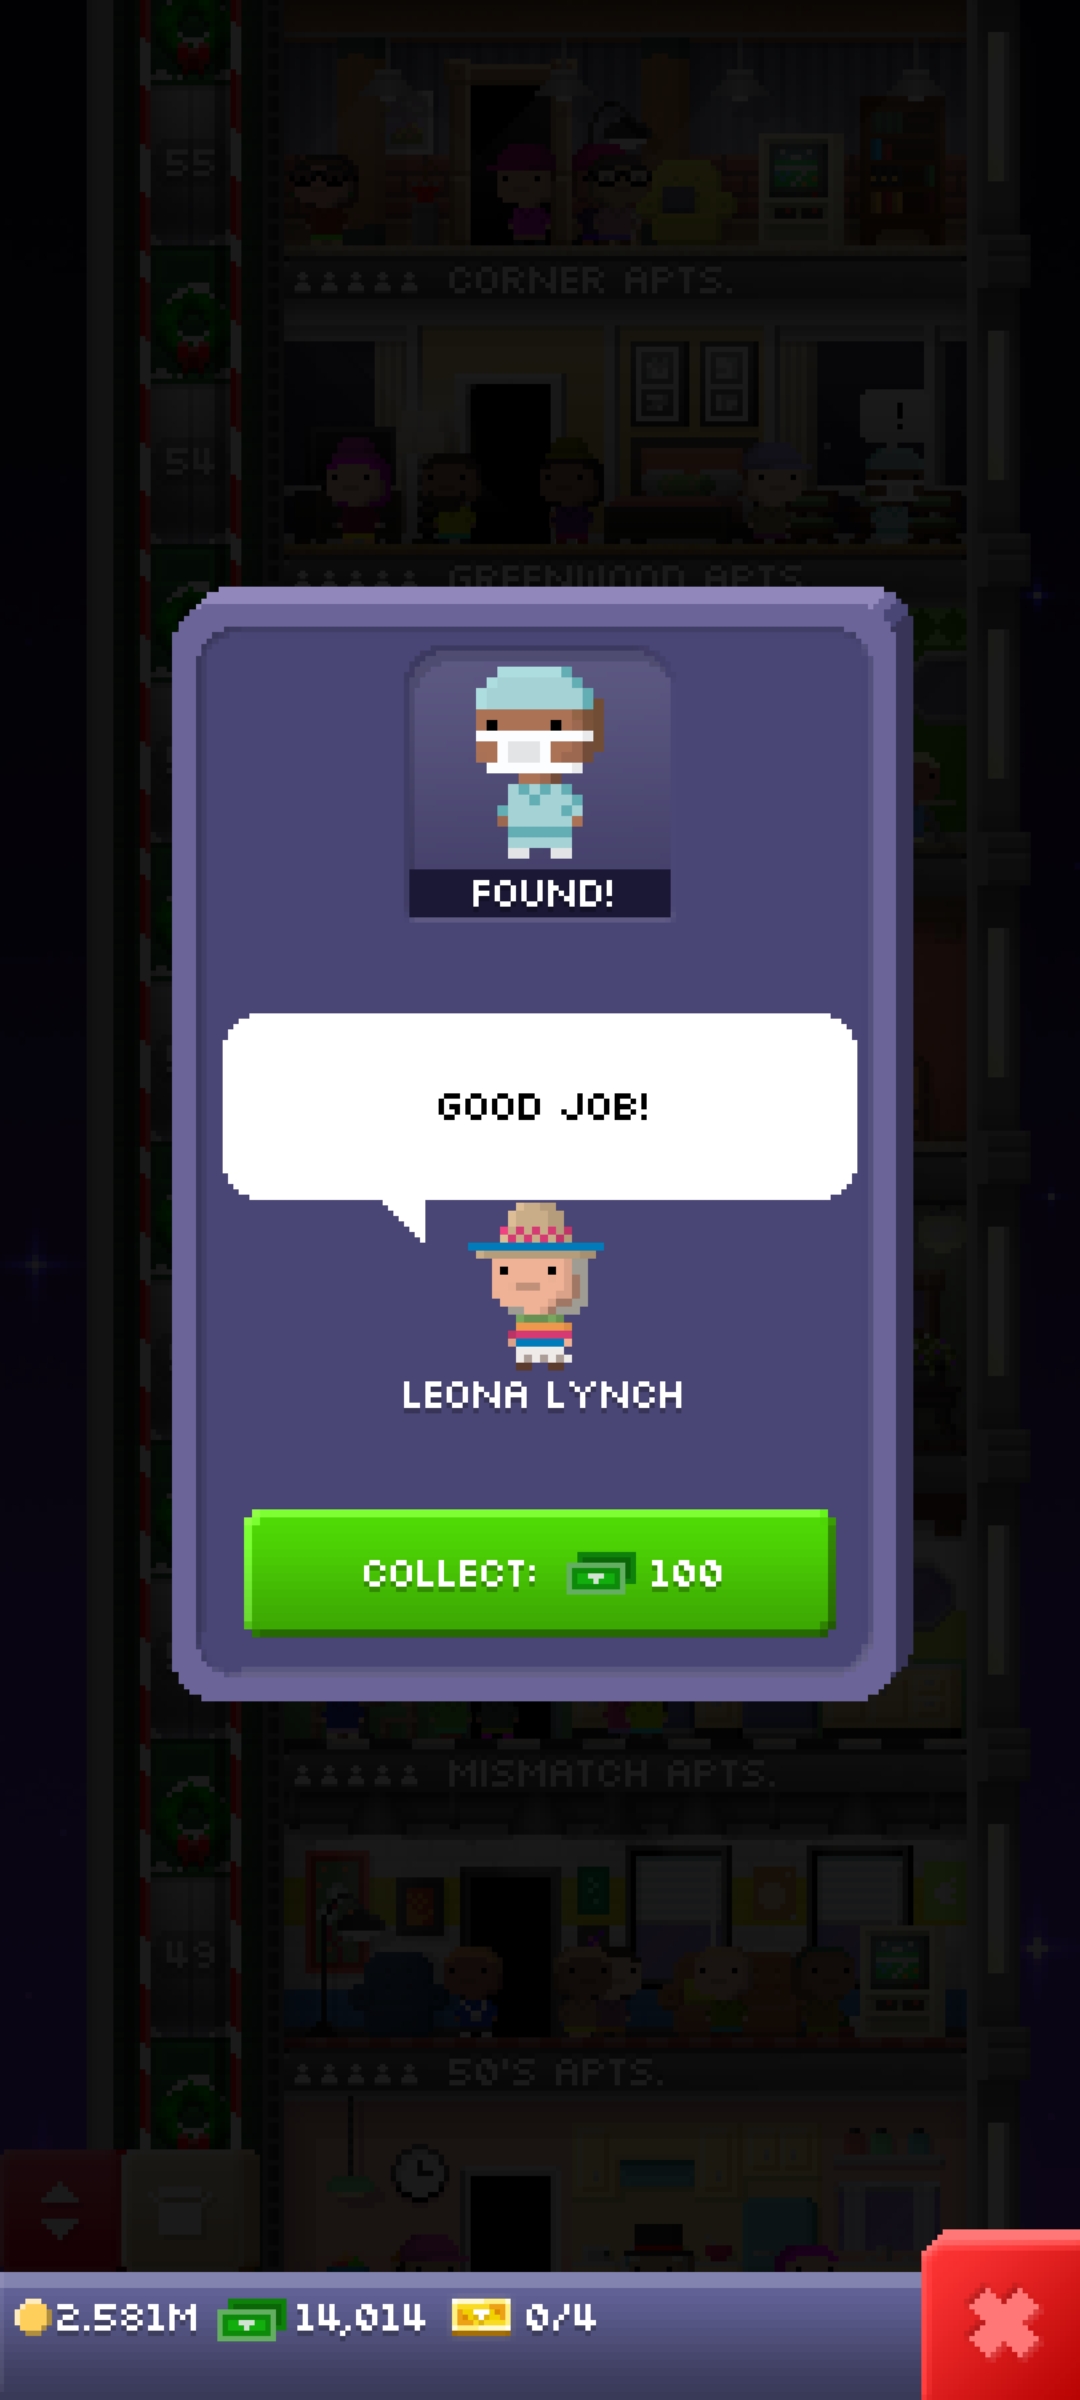 55
CORNER APTS.
!
54
GREENWOOD APTS.
FOUND!
GOOD JOB!
LEONA LYNCH
COLLECT: 100
MISMATCH APTS.
49
50'S APTS.
2.581M 14,014 0/4